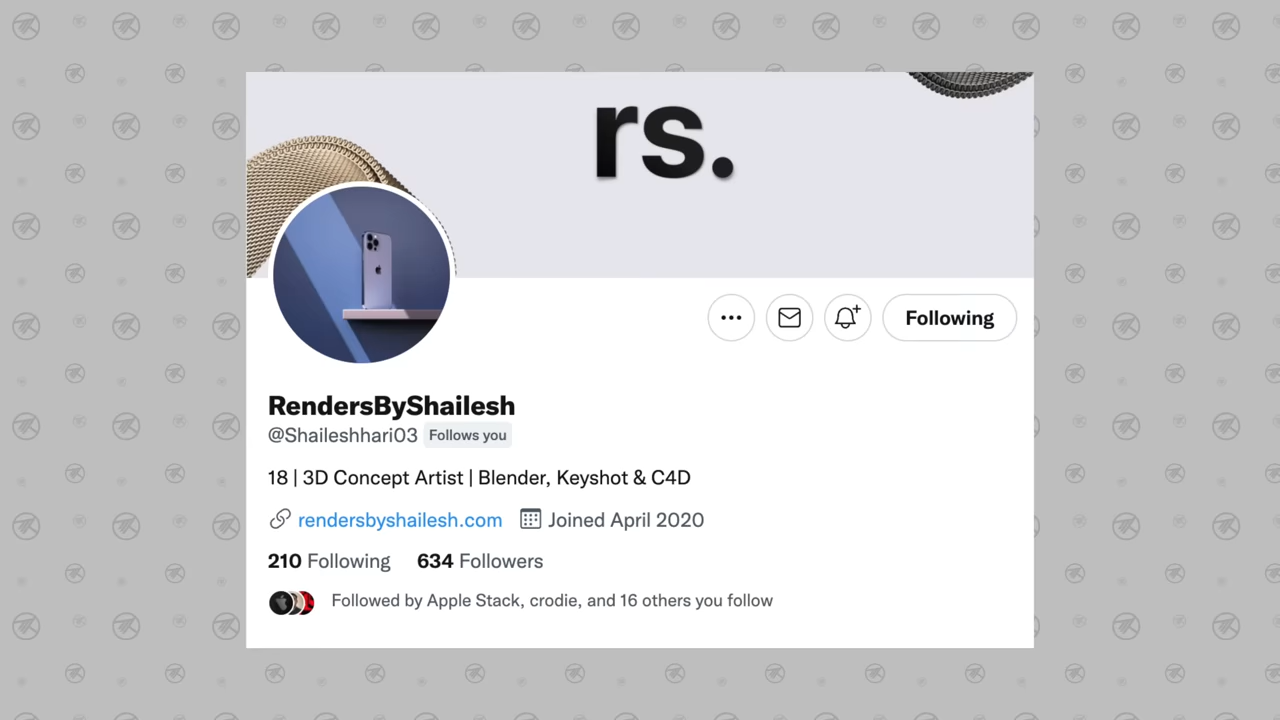 rs.
Following
RendersByShailesh
@Shaileshhari03 Follows you
18 | 3D Concept Artist | Blender, Keyshot & C4D
rendersbyshailesh.com Joined April 2020
210 Following 634 Followers
Followed by Apple Stack, crodie, and 16 others you follow